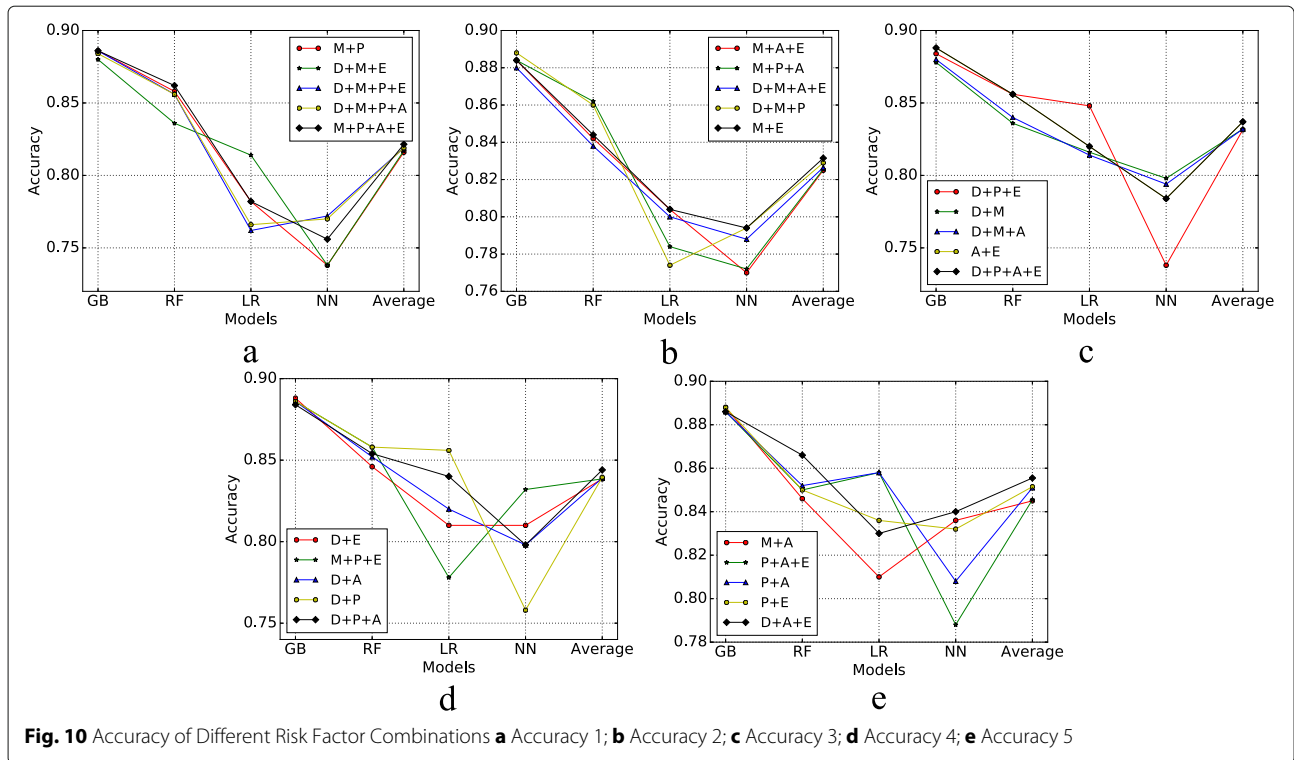 0.90
0.85
0.80
0.75
Accuracy
M+P
D+M+E
D+M+P+E
D+M+P+A
M+P+A+E
GB RF LR NN Average
Models
a
0.90
0.88
0.86
0.84
0.82
0.80
0.78
0.76
Accuracy
M+A+E
M+P+A
D+M+A+E
D+M+P
M+E
GB RF LR NN Average
Models
b
0.90
0.85
0.80
0.75
Accuracy
D+P+E
D+M
D+M+A
A+E
D+P+A+E
GB RF LR NN Average
Models
c
0.90
0.85
0.80
0.75
Accuracy
D+E
M+P+E
D+A
D+P
D+P+A
GB RF LR NN Average
Models
d
0.90
0.88
0.86
0.84
0.82
0.80
0.78
Accuracy
M+A
P+A+E
P+A
P+E
D+A+E
GB RF LR NN Average
Models
e
Fig. 10 Accuracy of Different Risk Factor Combinations a Accuracy 1; b Accuracy 2; c Accuracy 3; d Accuracy 4; e Accuracy 5